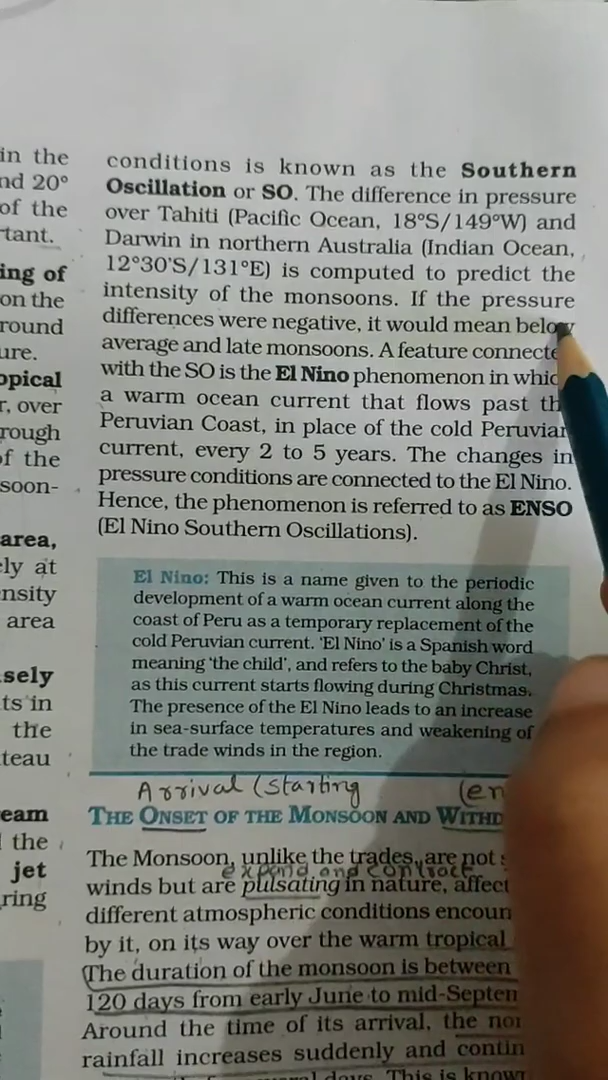 in the
nd 20°
of the
rtant.
ing of
on the
round
ure.
opical
r, over
rough
f the
soon-
area,
ely at
ensity
area
sely
ts in
the
teau
eam
the
jet
ring
conditions is known as the Southern
Oscillation or SO. The difference in pressure
over Tahiti (Pacific Ocean, 18°S/149°W) and
Darwin in northern Australia (Indian Ocean,
12°30'S/131°E) is computed to predict the
intensity of the monsoons. If the pressure
differences were negative, it would mean below
average and late monsoons. A feature connecte
with the SO is the El Nino phenomenon in whic
a warm ocean current that flows past th
Peruvian Coast, in place of the cold Peruvian
current, every 2 to 5 years. The changes in
pressure conditions are connected to the El Nino.
Hence, the phenomenon is referred to as ENSO
(El Nino Southern Oscillations).
El Nino: This is a name given to the periodic
development of a warm ocean current along the
coast of Peru as a temporary replacement of the
cold Peruvian current. 'El Nino' is a Spanish word
meaning 'the child', and refers to the baby Christ,
as this current starts flowing during Christmas.
The presence of the El Nino leads to an increase
in sea-surface temperatures and weakening of
the trade winds in the region.
Arrival (starting (en
THE ONSET OF THE MONSOON AND WITHD
The Monsoon, unlike the trades, are not s
expand and contract
winds but are pulsating in nature, affect
different atmospheric conditions encoun
by it, on its way over the warm tropical
The duration of the monsoon is between
120 days from early June to mid-Septen
Around the time of its arrival, the nor
rainfall increases suddenly and contin
days. This is know